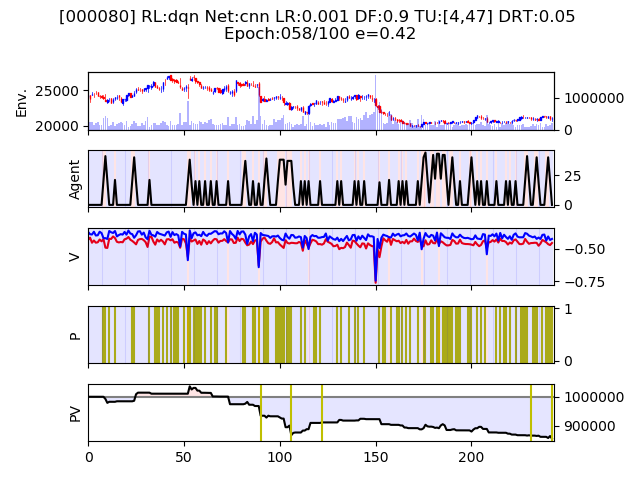 [000080] RL:dqn Net:cnn LR:0.001 DF:0.9 TU:[4,47] DRT:0.05
Epoch:058/100 e=0.42
Env.
25000
20000
1000000
0
Agent
25
0
V
−0.50
−0.75
P
1
0
PV
1000000
900000
0
50
100
150
200